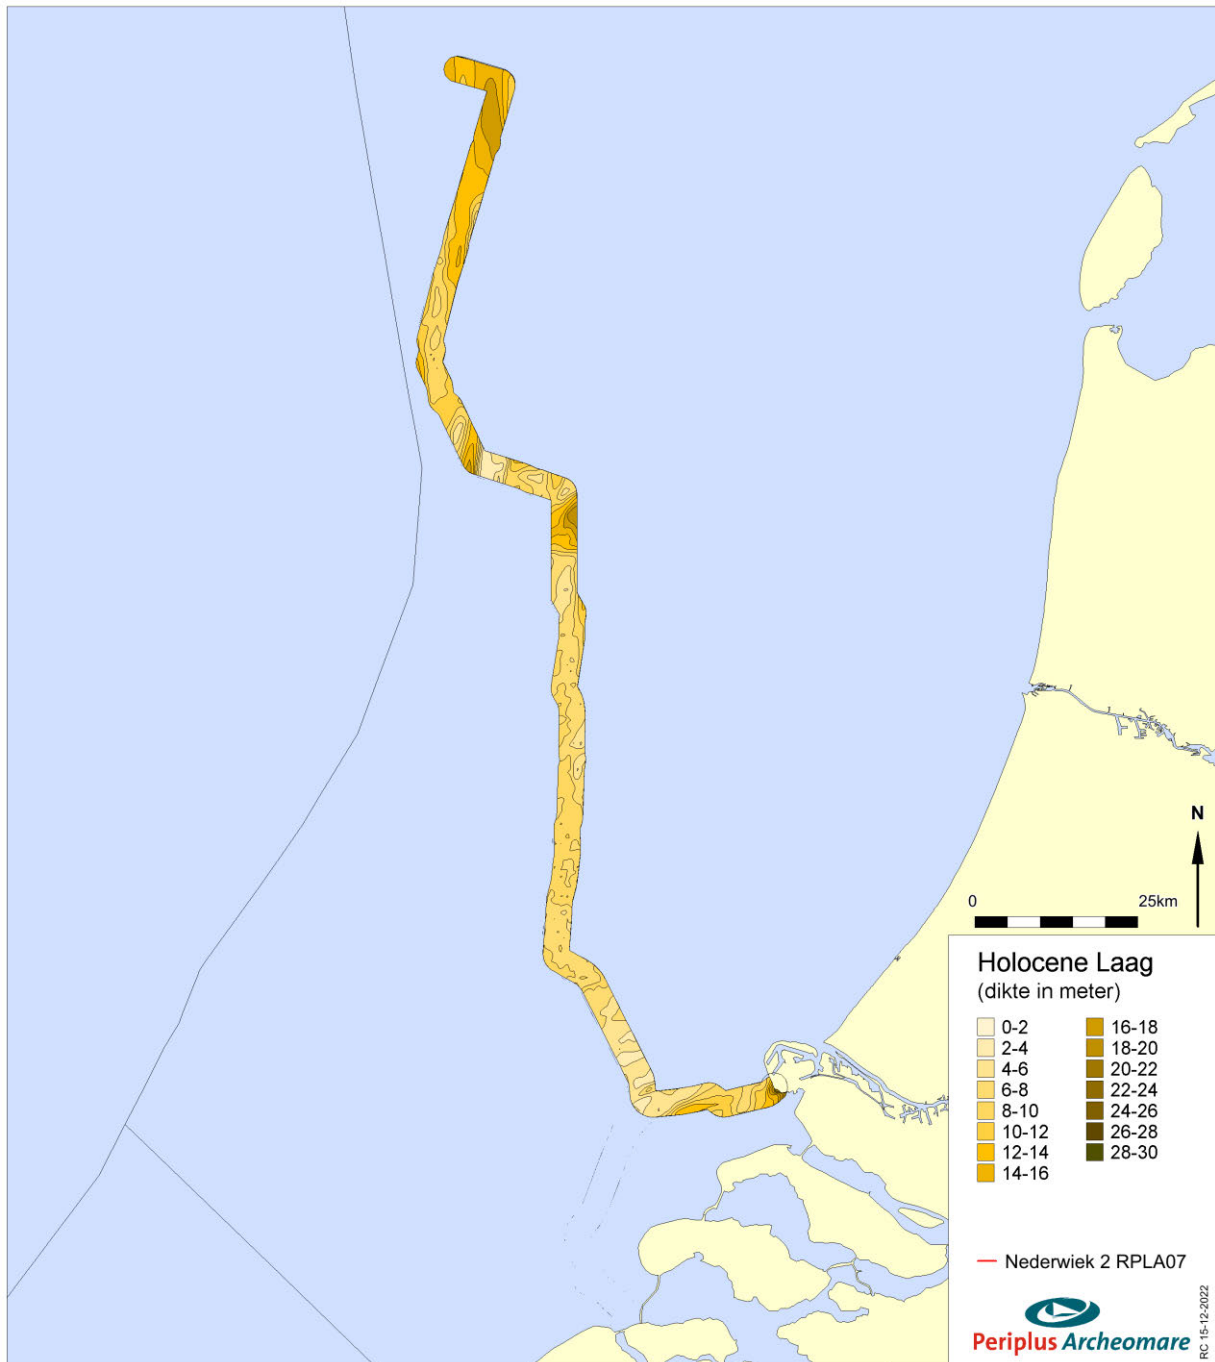 N
0 25km
Holocene Laag
(dikte in meter)
0-2 16-18
2-4 18-20
4-6 20-22
6-8 22-24
8-10 24-26
10-12 26-28
12-14 28-30
14-16
Nederwiek 2 RPLA07
Periplus Archeomare
RC 15-12-2022